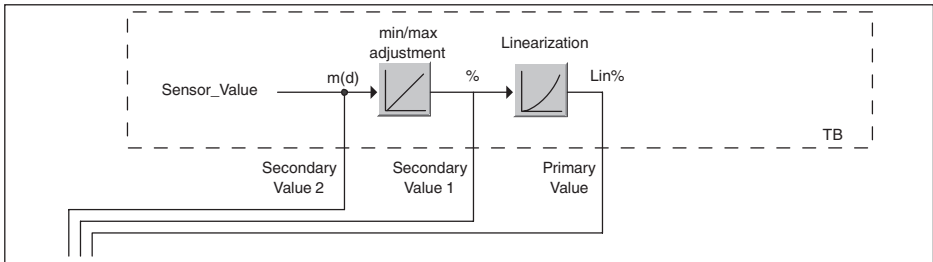 min/max
adjustment
Linearization
Sensor_Value
m(d)
%
Lin%
TB
Secondary
Value 2
Secondary
Value 1
Primary
Value